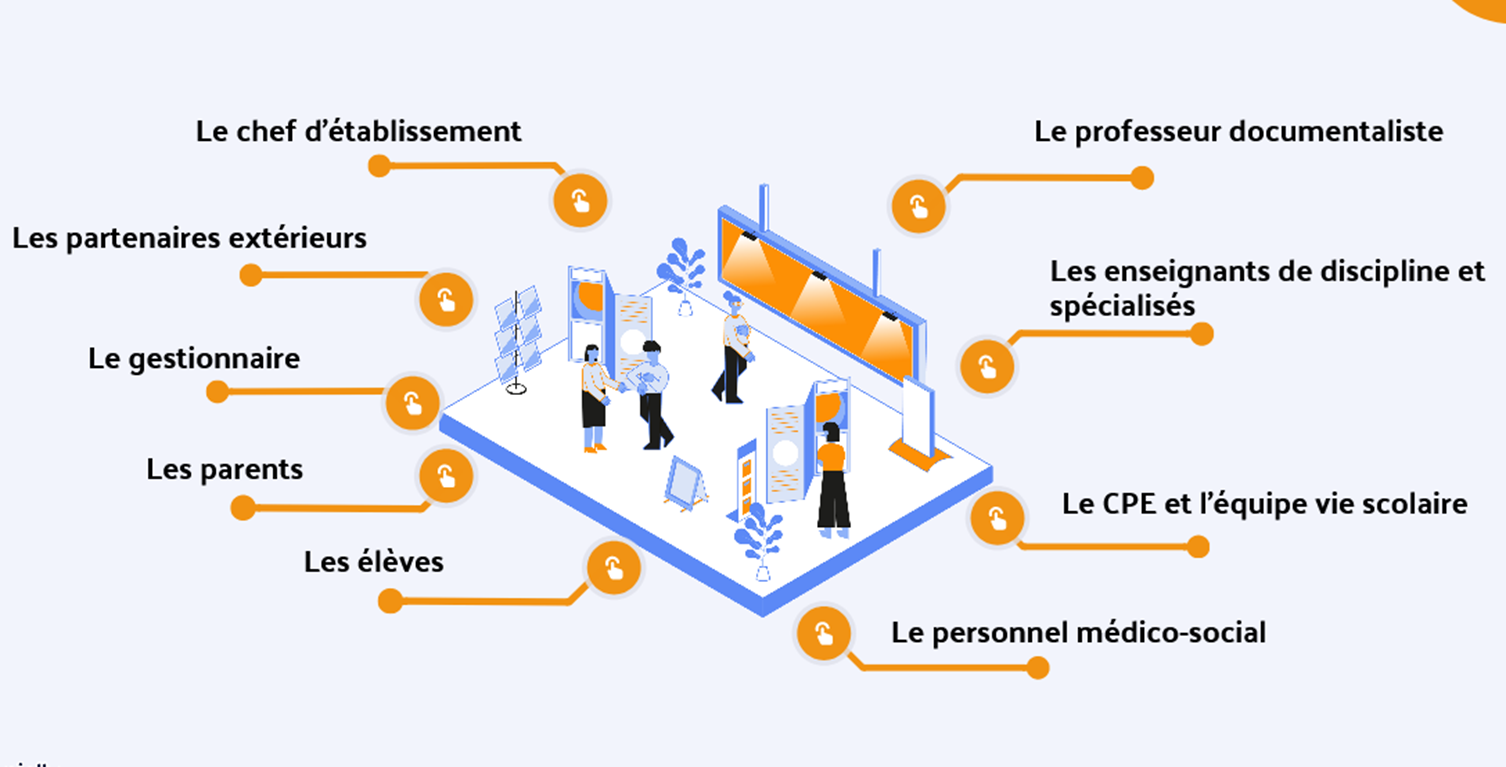 Le chef d'établissement
Le professeur documentaliste
Les partenaires extérieurs
Les enseignants de discipline et
spécialisés
Le gestionnaire
Les parents
Le CPE et l'équipe vie scolaire
Les élèves
Le personnel médico-social